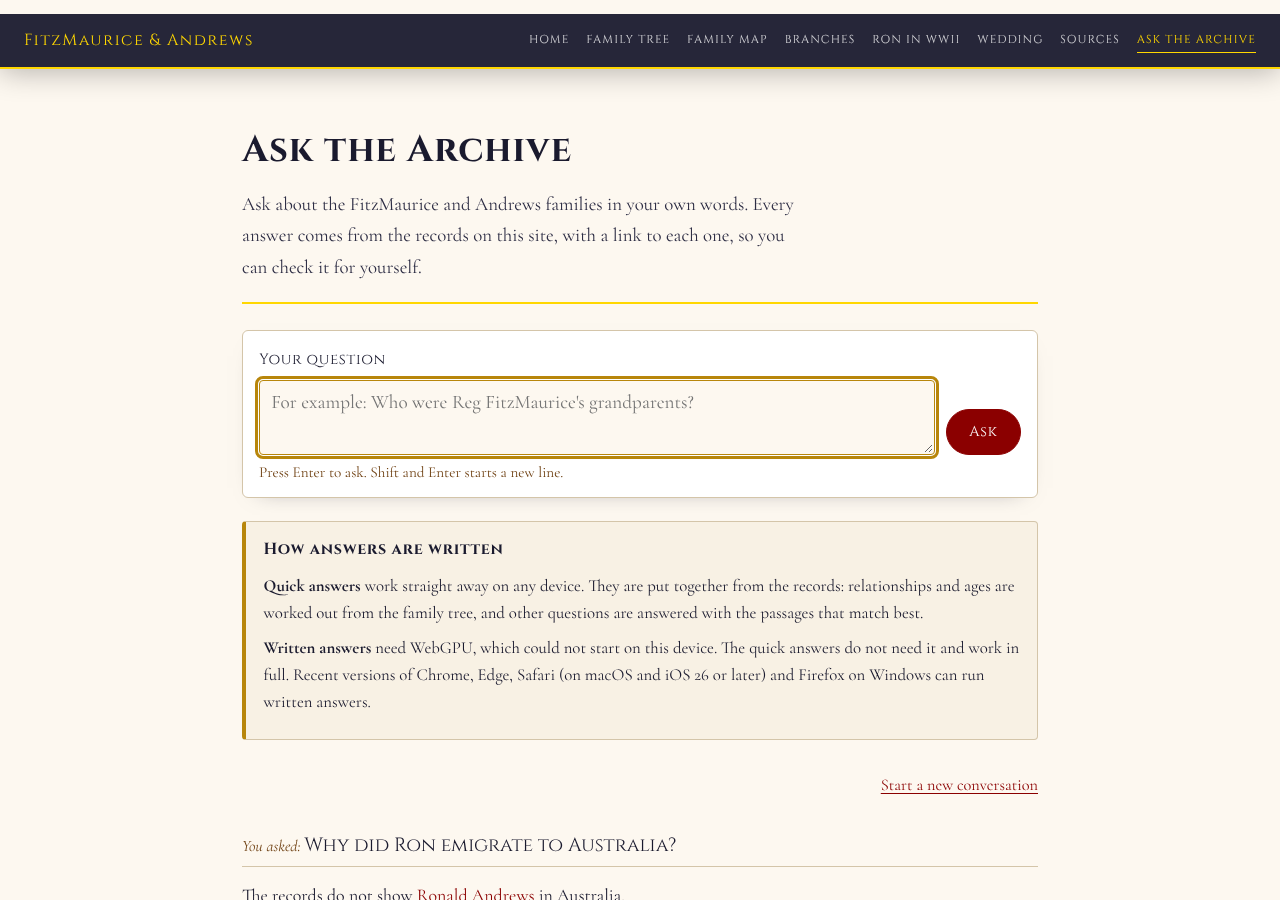 FitzMaurice & Andrews
HOME FAMILY TREE FAMILY MAP BRANCHES RON IN WWII WEDDING SOURCES ASK THE ARCHIVE
Ask the Archive
Ask about the FitzMaurice and Andrews families in your own words. Every
answer comes from the records on this site, with a link to each one, so you
can check it for yourself.
Your question
For example: Who were Reg FitzMaurice's grandparents?
Ask
Press Enter to ask. Shift and Enter starts a new line.
How answers are written
Quick answers work straight away on any device. They are put together from the records: relationships and ages are
worked out from the family tree, and other questions are answered with the passages that match best.
Written answers need WebGPU, which could not start on this device. The quick answers do not need it and work in
full. Recent versions of Chrome, Edge, Safari (on macOS and iOS 26 or later) and Firefox on Windows can run
written answers.
Start a new conversation
You asked: Why did Ron emigrate to Australia?
The records do not show Ronald Andrews in Australia